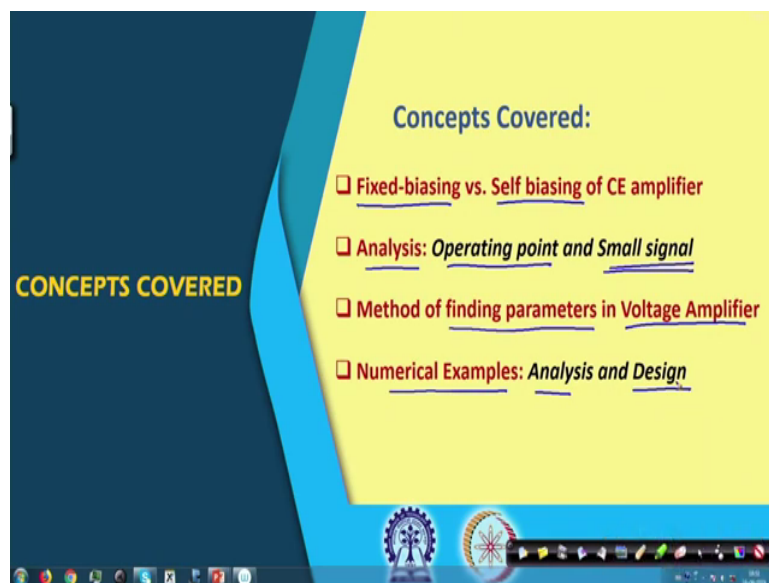 CONCEPTS COVERED
Concepts Covered:
❑ Fixed-biasing vs. Self biasing of CE amplifier
❑ Analysis: Operating point and Small signal
❑ Method of finding parameters in Voltage Amplifier
❑ Numerical Examples: Analysis and Design